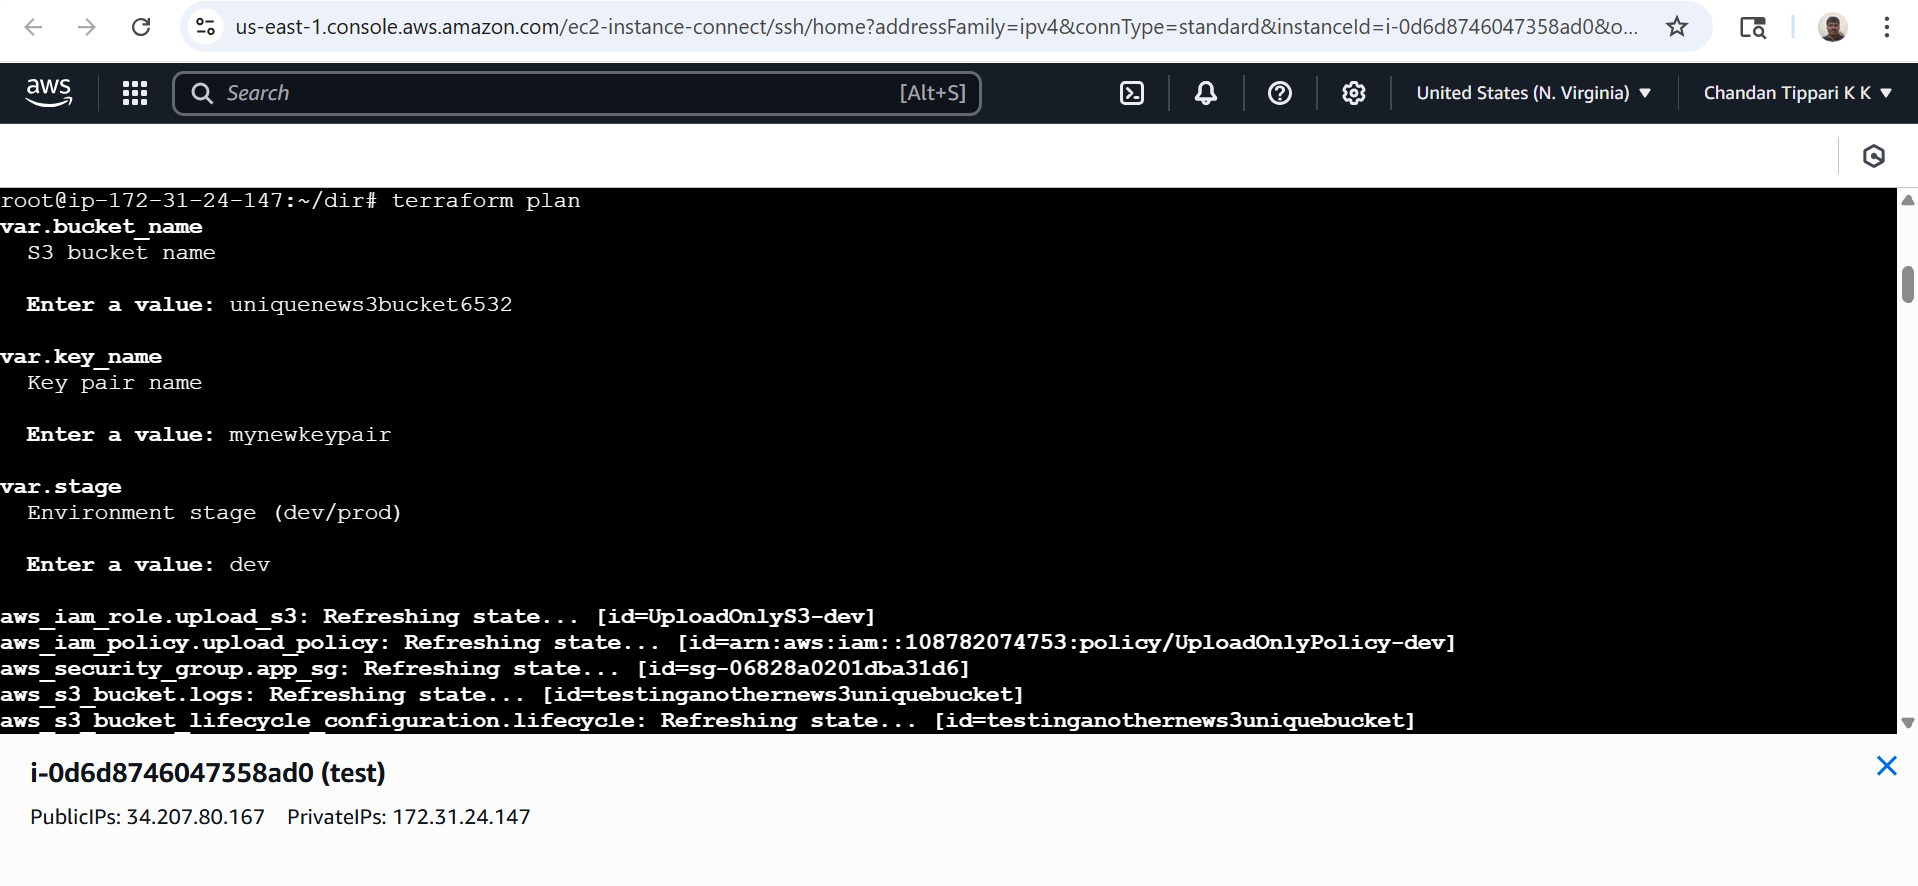 us-east-1.console.aws.amazon.com/ec2-instance-connect/ssh/home?addressFamily=ipv4&connType=standard&instanceId=i-0d6d8746047358ad0&o...
aws
Search [Alt+S]
United States (N. Virginia)
Chandan Tippari K K
root@ip-172-31-24-147:~/dir# terraform plan
var.bucket_name
S3 bucket name
Enter a value: uniquenews3bucket6532
var.key_name
Key pair name
Enter a value: mynewkeypair
var.stage
Environment stage (dev/prod)
Enter a value: dev
aws_iam_role.upload_s3: Refreshing state... [id=UploadOnlyS3-dev]
aws_iam_policy.upload_policy: Refreshing state... [id=arn:aws:iam::108782074753:policy/UploadOnlyPolicy-dev]
aws_security_group.app_sg: Refreshing state... [id=sg-06828a0201dba31d6]
aws_s3_bucket.logs: Refreshing state... [id=testinganothernews3uniquebucket]
aws_s3_bucket_lifecycle_configuration.lifecycle: Refreshing state... [id=testinganothernews3uniquebucket]
i-0d6d8746047358ad0 (test)
PublicIPs: 34.207.80.167 PrivateIPs: 172.31.24.147